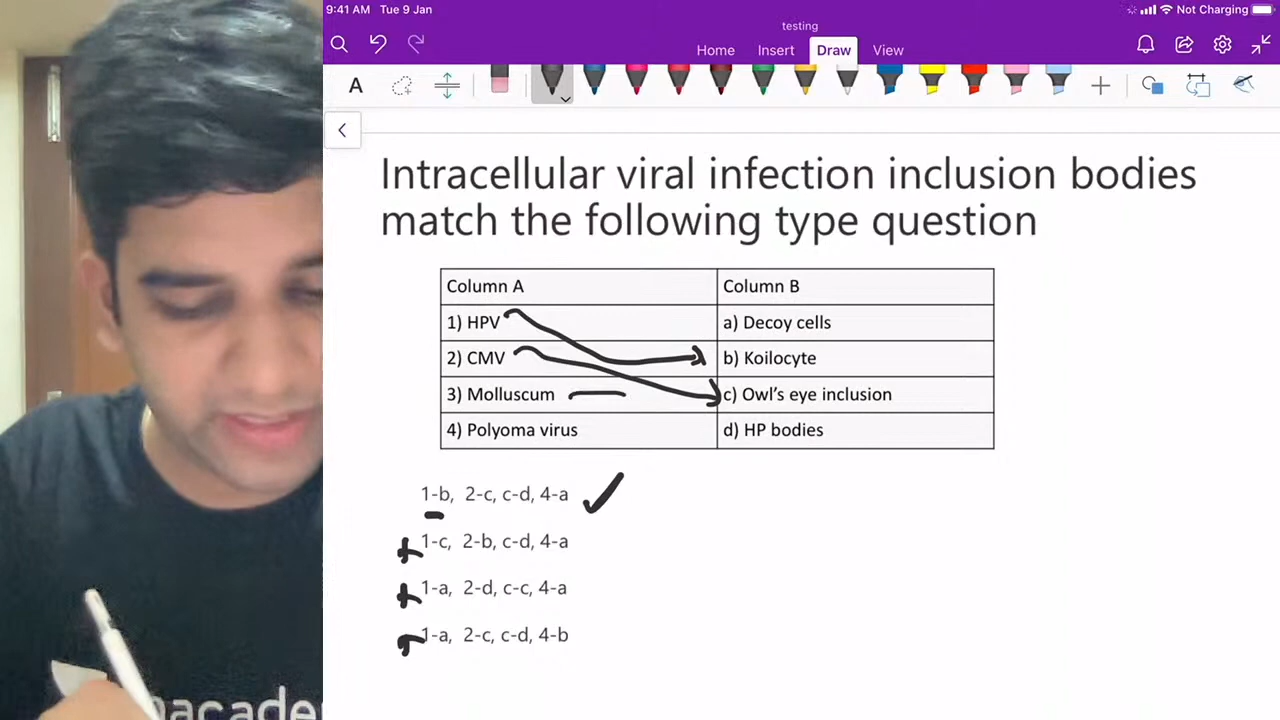 9:41 AM Tue 9 Jan
Not Charging
testing
Home Insert Draw View
A
Intracellular viral infection inclusion bodies
match the following type question
Column A Column B
1) HPV a) Decoy cells
2) CMV b) Koilocyte
3) Molluscum c) Owl's eye inclusion
4) Polyoma virus d) HP bodies
1-b, 2-c, c-d, 4-a
1-c, 2-b, c-d, 4-a
1-a, 2-d, c-c, 4-a
1-a, 2-c, c-d, 4-b